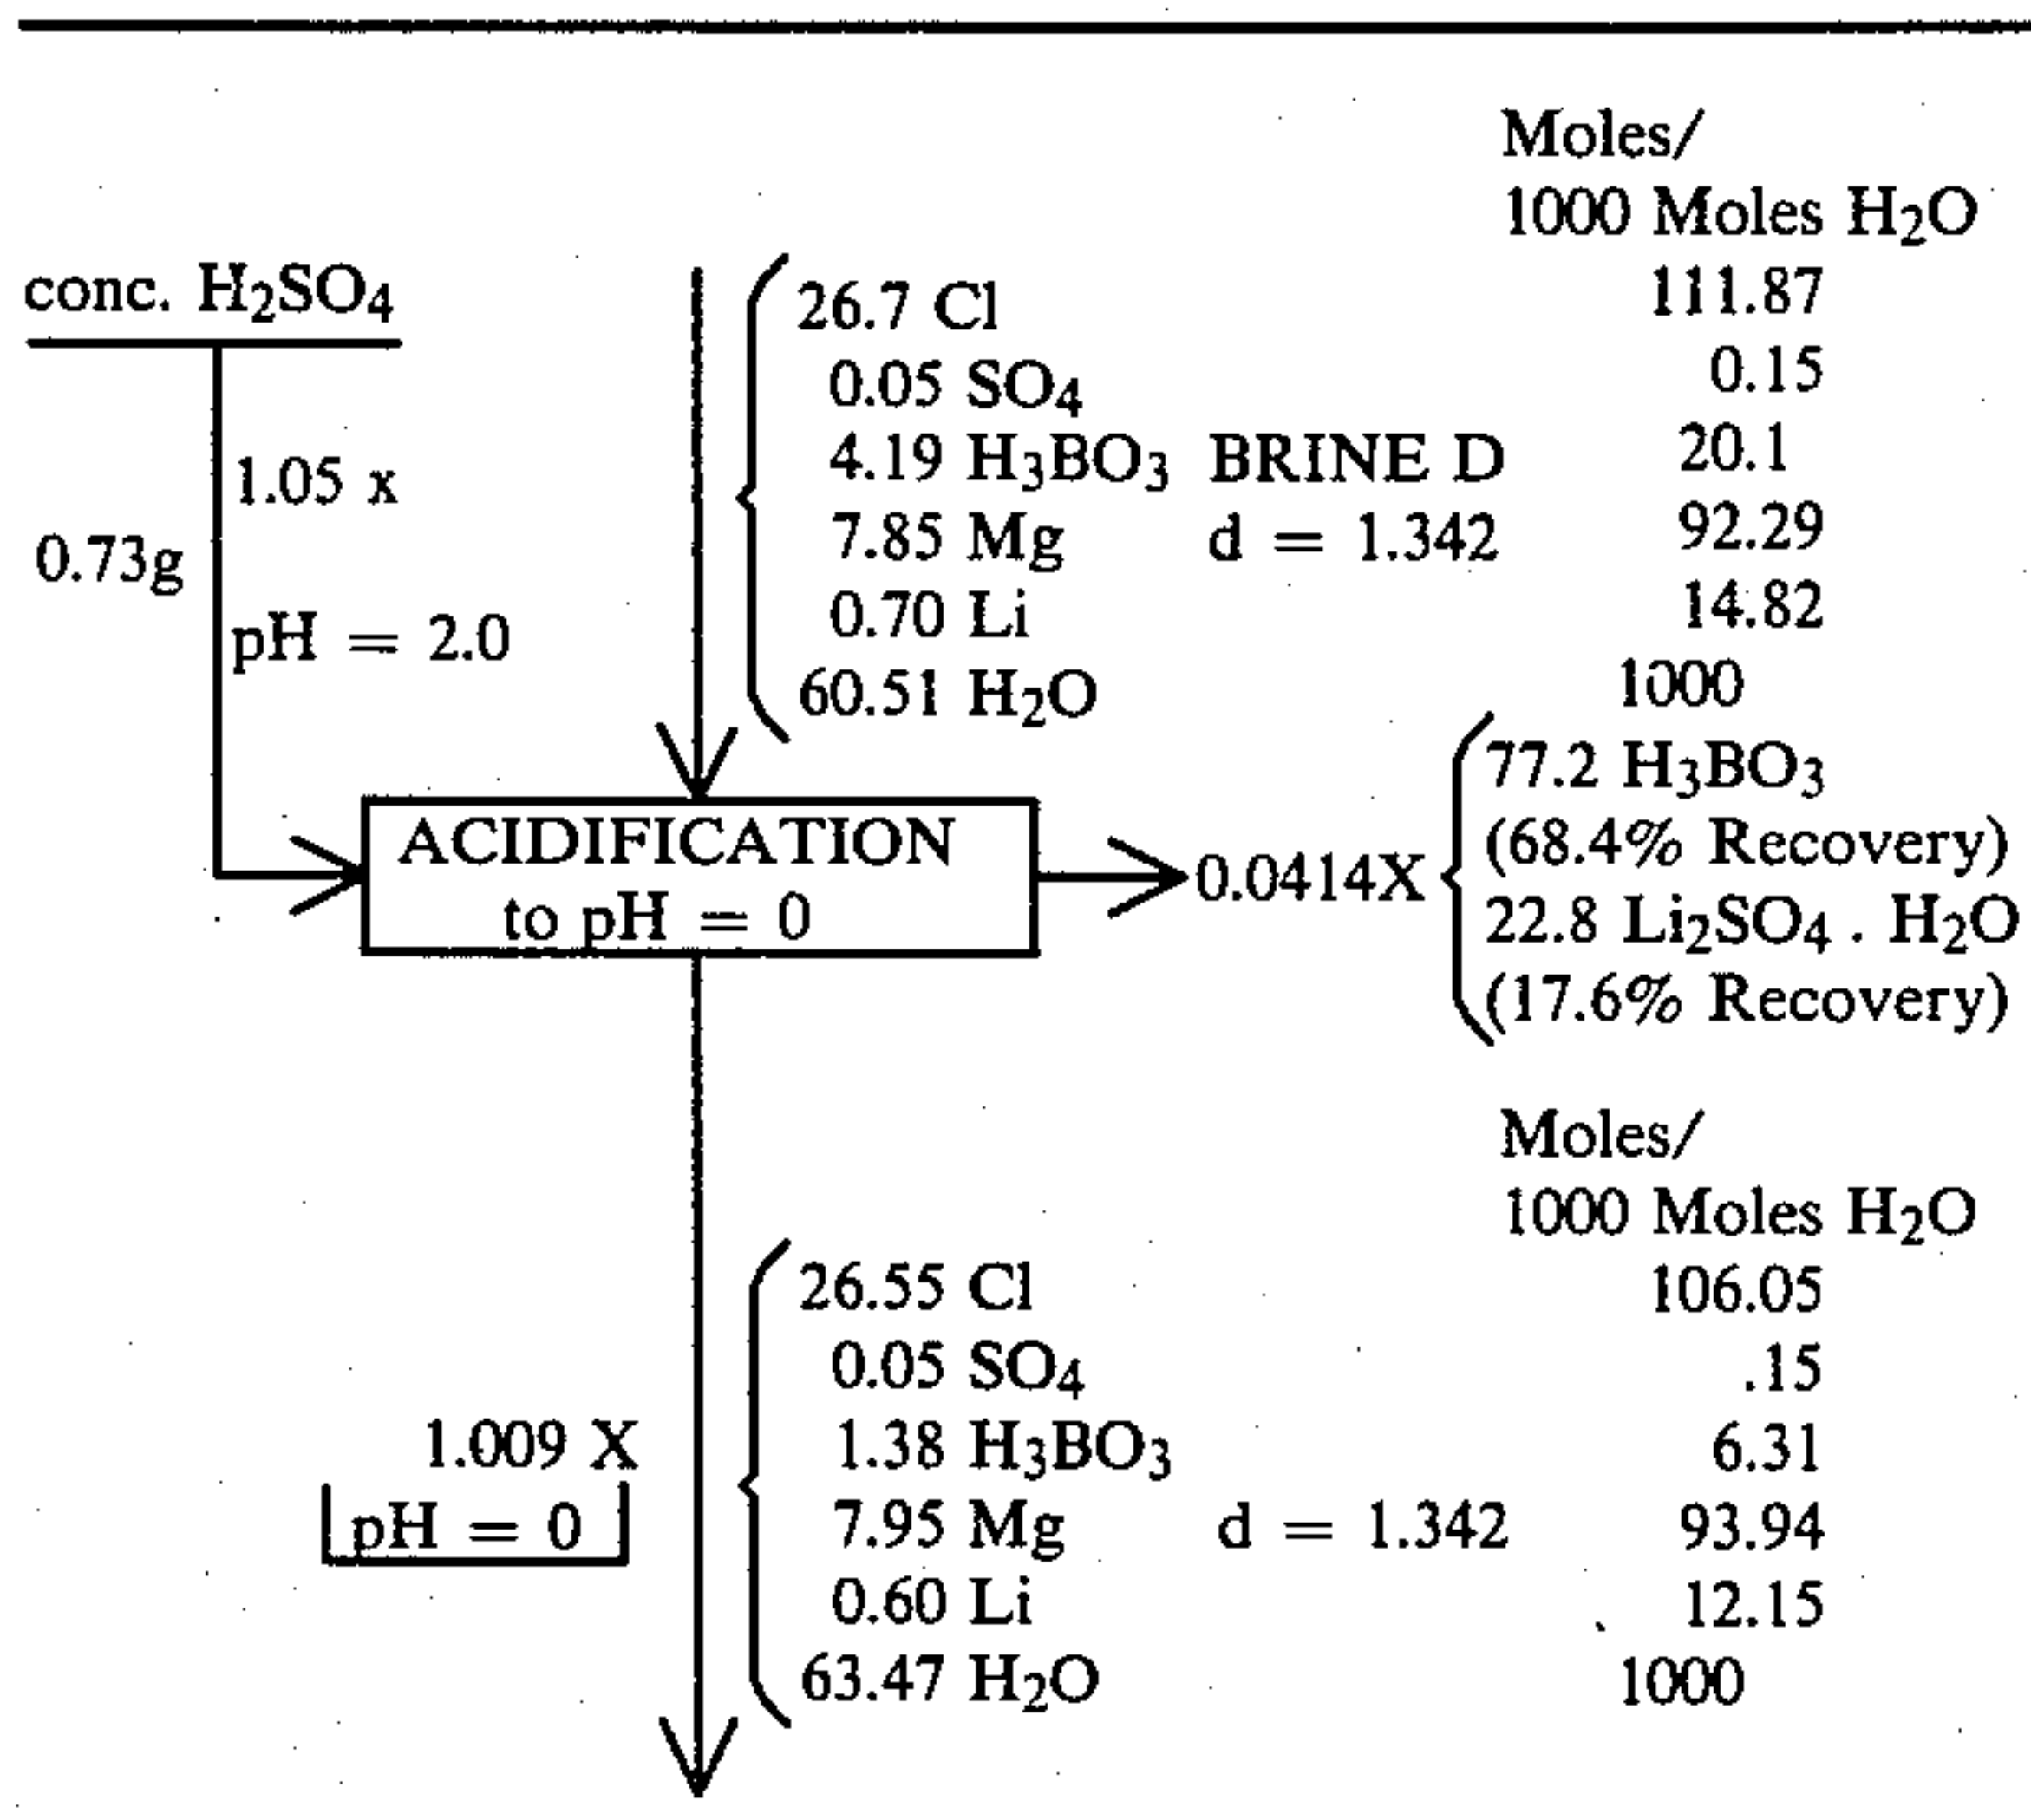 Moles/
1000 Moles H₂O
conc. H₂SO₄
26.7 Cl 111.87
0.05 SO₄ 0.15
4.19 H₃BO₃ BRINE D 20.1
1.05 x
0.73g
7.85 Mg d = 1.342 92.29
0.70 Li 14.82
pH = 2.0
60.51 H₂O 1000
77.2 H₃BO₃
ACIDIFICATION
to pH = 0
0.0414X
(68.4% Recovery)
22.8 Li₂SO₄ . H₂O
(17.6% Recovery)
Moles/
1000 Moles H₂O
26.55 Cl 106.05
0.05 SO₄ .15
1.38 H₃BO₃ 6.31
1.009 X
pH = 0
7.95 Mg d = 1.342 93.94
0.60 Li 12.15
63.47 H₂O 1000